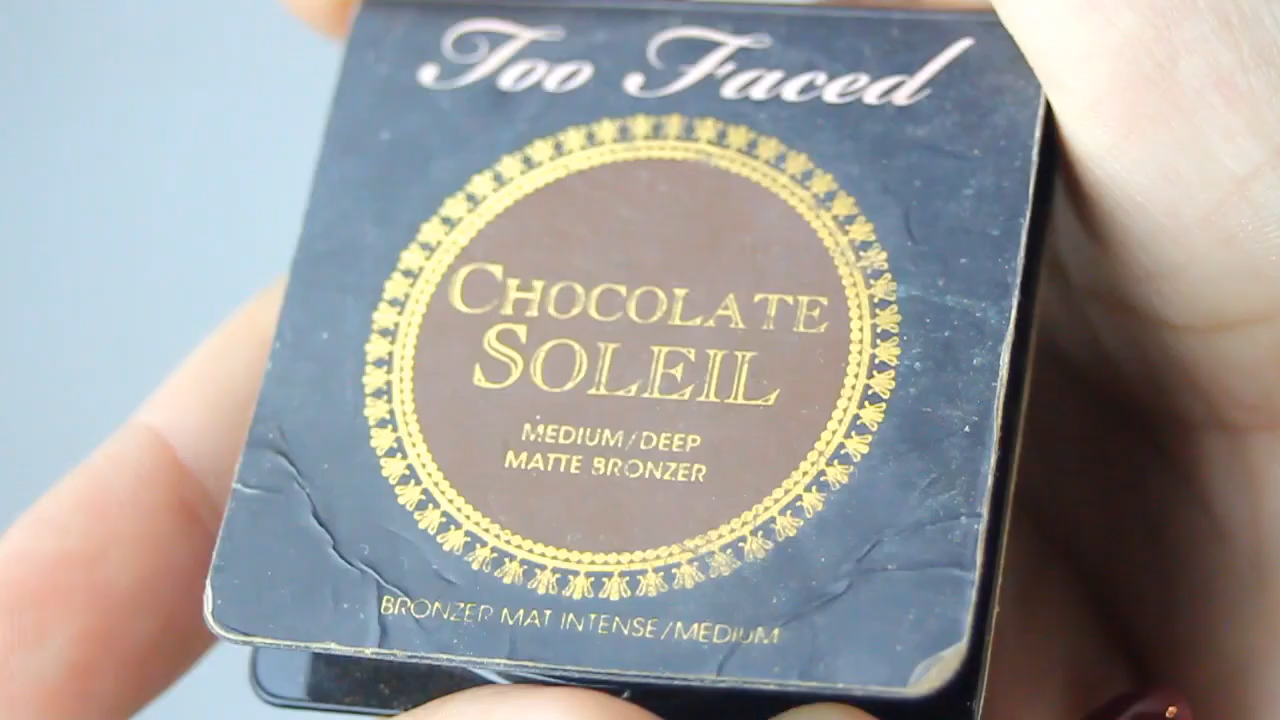 Too Faced
CHOCOLATE
SOLEIL
MEDIUM/DEEP
MATTE BRONZER
BRONZER MAT INTENSE/MEDIUM